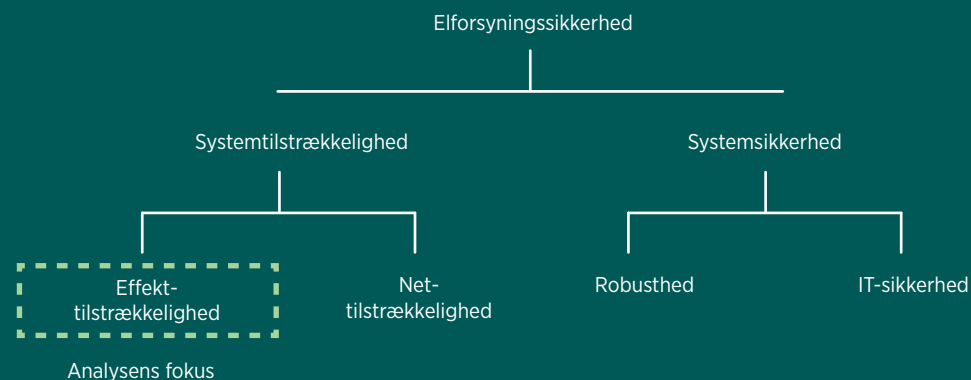 Elforsyningssikkerhed
Systemtilstrækkelighed
Systemsikkerhed
Effekt-
tilstrækkelighed
Net-
tilstrækkelighed
Robusthed
IT-sikkerhed
Analysens fokus